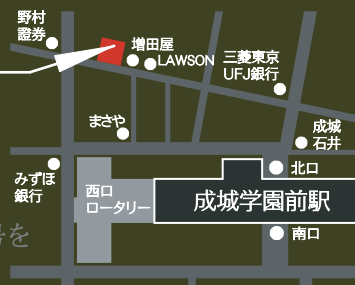 野村
證券
増田屋
LAWSON
三菱東京
UFJ銀行
まさや
成城
石井
みずほ
銀行
西口
ロータリー
北口
成城学園前駅
南口
を